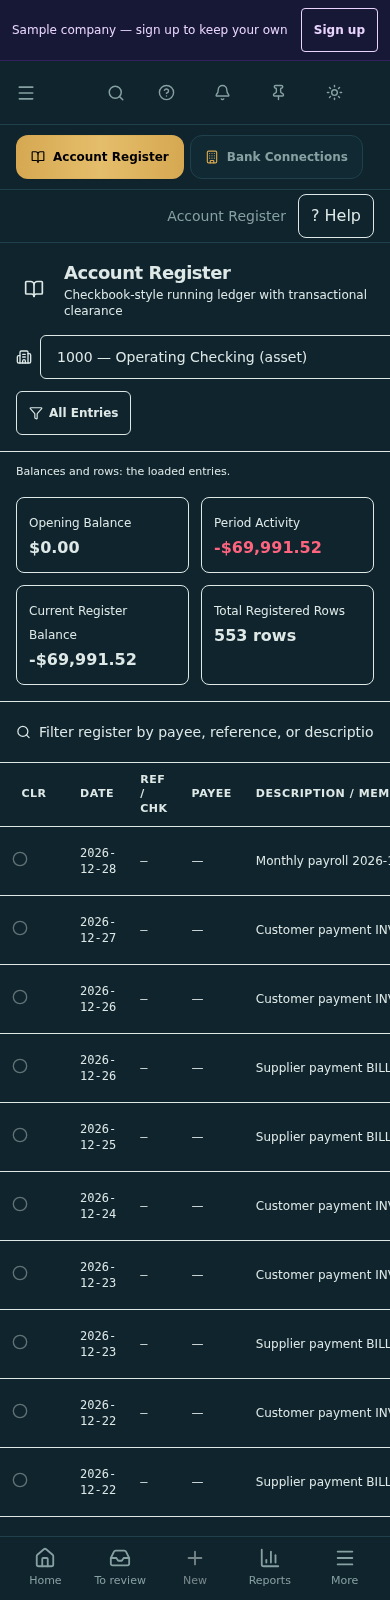 Sample company — sign up to keep your own
Sign up
Account Register
Bank Connections
Account Register
? Help
Account Register
Checkbook-style running ledger with transactional
clearance
1000 — Operating Checking (asset)
All Entries
Balances and rows: the loaded entries.
Opening Balance
$0.00
Period Activity
-$69,991.52
Current Register
Balance
-$69,991.52
Total Registered Rows
553 rows
Filter register by payee, reference, or descriptio
CLR DATE REF / CHK PAYEE DESCRIPTION / MEM
2026-12-28 — — Monthly payroll 2026-
2026-12-27 — — Customer payment INV
2026-12-26 — — Customer payment INV
2026-12-26 — — Supplier payment BILL
2026-12-25 — — Supplier payment BILL
2026-12-24 — — Customer payment INV
2026-12-23 — — Customer payment INV
2026-12-23 — — Supplier payment BILL
2026-12-22 — — Customer payment INV
2026-12-22 — — Supplier payment BILL
Home To review New Reports More